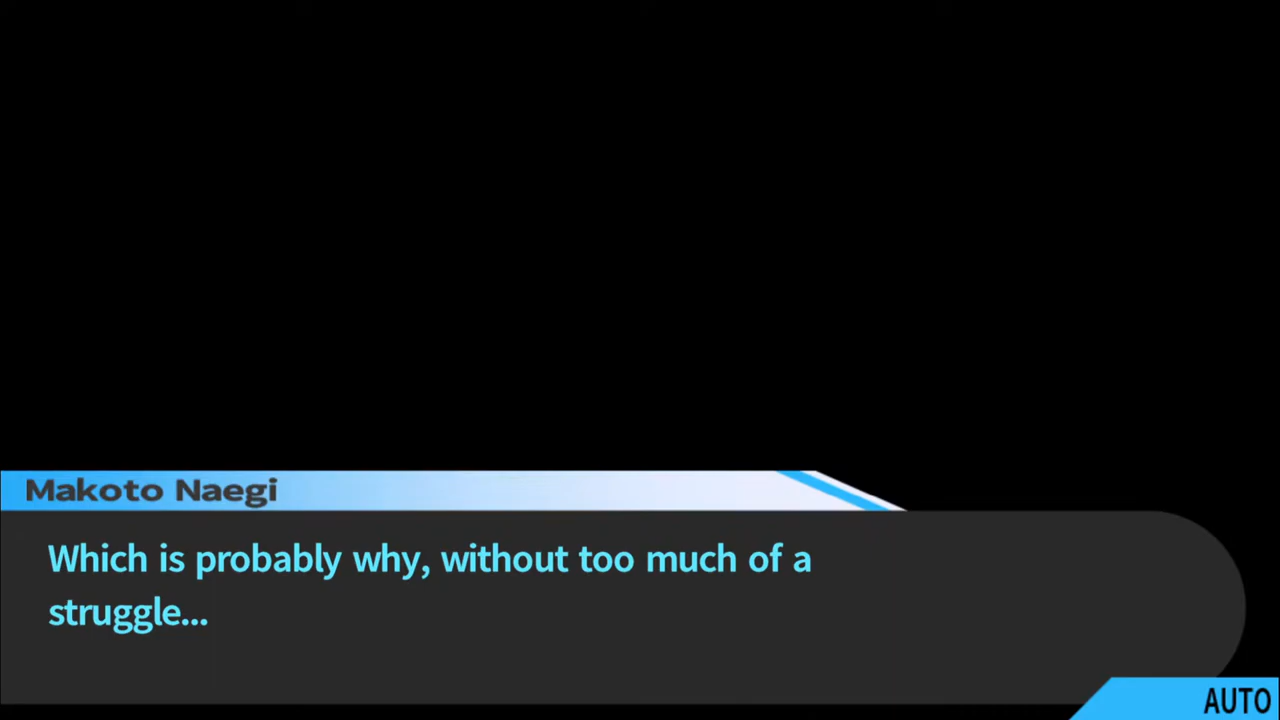 Makoto Naegi
Which is probably why, without too much of a
struggle...
AUTO